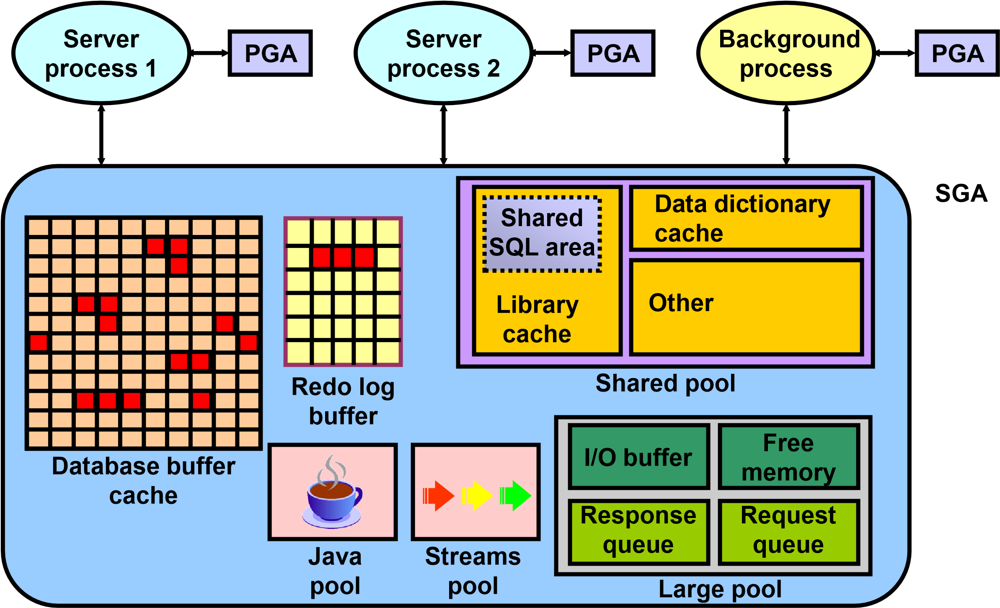 Server
process 1
PGA
Server
process 2
PGA
Background
process
PGA
SGA
Shared
SQL area
Library
cache
Data dictionary
cache
Other
Shared pool
Redo log
buffer
Database buffer
cache
Java
pool
Streams
pool
I/O buffer
Free
memory
Response
queue
Request
queue
Large pool